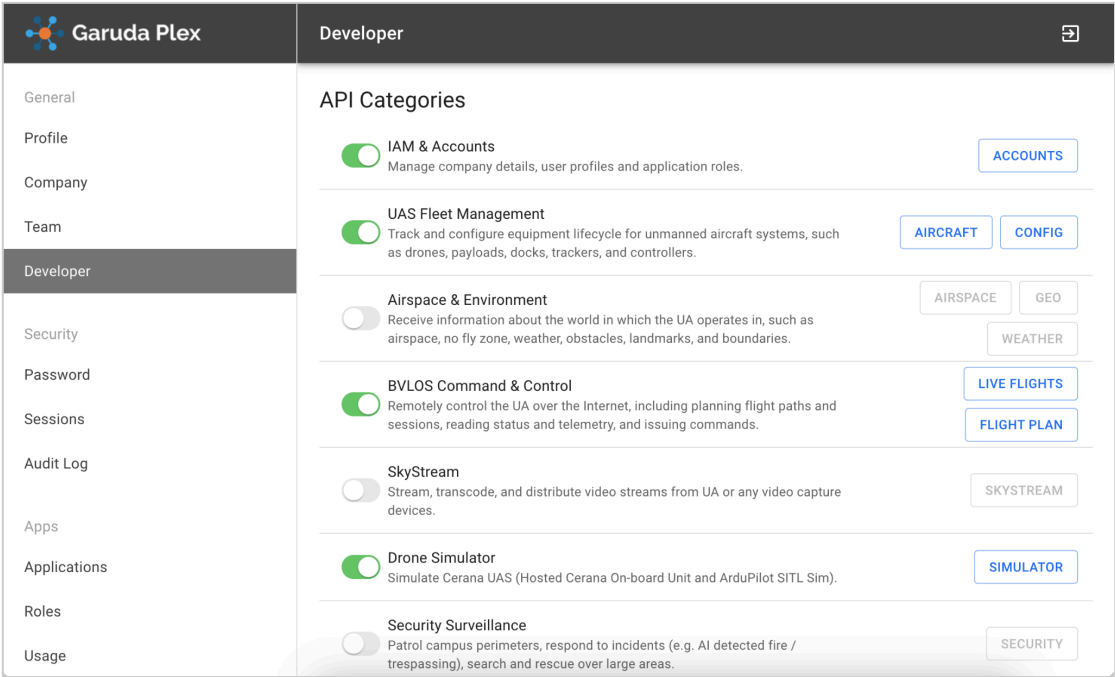 Garuda Plex
Developer
General
Profile
Company
Team
Developer
Security
Password
Sessions
Audit Log
Apps
Applications
Roles
Usage
API Categories
IAM & Accounts
Manage company details, user profiles and application roles.
ACCOUNTS
UAS Fleet Management
Track and configure equipment lifecycle for unmanned aircraft systems, such
as drones, payloads, docks, trackers, and controllers.
AIRCRAFT
CONFIG
Airspace & Environment
Receive information about the world in which the UA operates in, such as
airspace, no fly zone, weather, obstacles, landmarks, and boundaries.
AIRSPACE
GEO
WEATHER
BVLOS Command & Control
Remotely control the UA over the Internet, including planning flight paths and
sessions, reading status and telemetry, and issuing commands.
LIVE FLIGHTS
FLIGHT PLAN
SkyStream
Stream, transcode, and distribute video streams from UA or any video capture
devices.
SKYSTREAM
Drone Simulator
Simulate Cerana UAS (Hosted Cerana On-board Unit and ArduPilot SITL Sim).
SIMULATOR
Security Surveillance
Patrol campus perimeters, respond to incidents (e.g. AI detected fire /
trespassing), search and rescue over large areas.
SECURITY